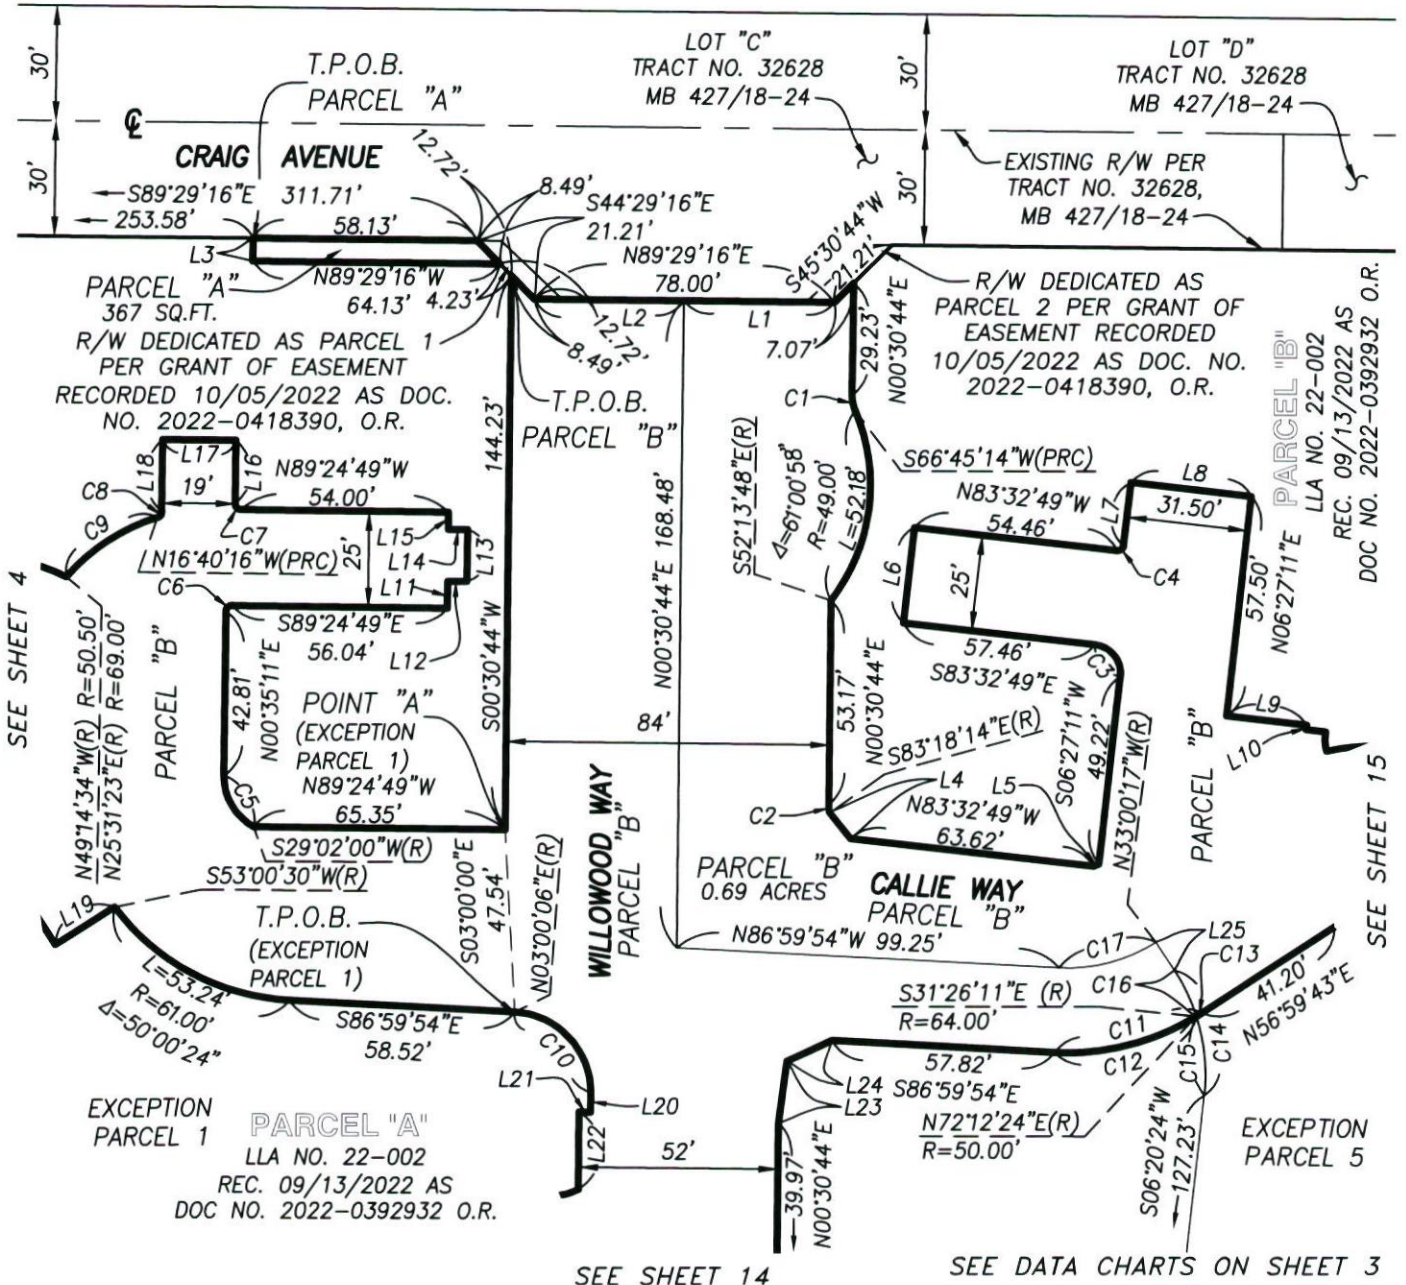 30'
30'
T.P.O.B.
PARCEL "A"
LOT "C"
TRACT NO. 32628
MB 427/18-24
30'
30'
LOT "D"
TRACT NO. 32628
MB 427/18-24
℄
CRAIG AVENUE
EXISTING R/W PER
TRACT NO. 32628,
MB 427/18-24
S89°29'16"E 311.71'
253.58'
58.13'
12.72'
8.49'
S44°29'16"E
21.21'
N89°29'16"E
78.00'
S45°30'44"W
21.21'
L3
N89°29'16"W
64.13'
4.23'
PARCEL "A"
367 SQ.FT.
R/W DEDICATED AS PARCEL 1
PER GRANT OF EASEMENT
RECORDED 10/05/2022 AS DOC.
NO. 2022-0418390, O.R.
L2
L1
12.72'
8.49'
7.07'
29.23'
N00°30'44"E
R/W DEDICATED AS
PARCEL 2 PER GRANT OF
EASEMENT RECORDED
10/05/2022 AS DOC. NO.
2022-0418390, O.R.
PARCEL "B"
LLA NO. 22-002
REC. 09/13/2022 AS
DOC NO. 2022-0392932 O.R.
T.P.O.B.
PARCEL "B"
C1
144.23'
S00°30'44"W
N00°30'44"E 168.48'
S52°13'48"E(R)
Δ=61°00'58"
R=49.00'
L=52.18'
S66°45'14"W(PRC)
L18
L17
L16
19'
C8
C9
C7
N89°24'49"W
54.00'
L15
L14
L13
25'
N16°40'16"W(PRC)
C6
L11
S89°24'49"E
56.04'
L12
N83°32'49"W
54.46'
L7
L8
31.50'
L6
25'
C4
57.46'
S83°32'49"E
C3
57.50'
N06°27'11"E
SEE SHEET 4
N49°14'34"W(R) R=50.50'
N25°31'23"E(R) R=69.00'
PARCEL "B"
42.81'
N00°35'11"E
POINT "A"
(EXCEPTION
PARCEL 1)
N89°24'49"W
65.35'
C5
84'
53.17'
N00°30'44"E
S83°18'14"E(R)
L4
L5
C2
N83°32'49"W
63.62'
S06°27'11"W
49.22'
N33°00'17"W(R)
PARCEL "B"
L9
L10
SEE SHEET 15
S29°02'00"W(R)
S53°00'30"W(R)
L19
T.P.O.B.
(EXCEPTION
PARCEL 1)
S03°00'00"E
47.54'
N03°00'06"E(R)
WILLOWOOD WAY
PARCEL "B"
PARCEL "B"
0.69 ACRES
CALLIE WAY
PARCEL "B"
N86°59'54"W 99.25'
C17
L25
C13
C16
L=53.24'
R=61.00'
Δ=50°00'24"
S86°59'54"E
58.52'
C10
S31°26'11"E (R)
R=64.00'
41.20'
N56°59'43"E
C11
C12
C15
C14
57.82'
S86°59'54"E
L24
L23
L21
L20
L22
52'
N72°12'24"E(R)
R=50.00'
39.97'
N00°30'44"E
S06°20'24"W
127.23'
EXCEPTION
PARCEL 1
PARCEL "A"
LLA NO. 22-002
REC. 09/13/2022 AS
DOC NO. 2022-0392932 O.R.
EXCEPTION
PARCEL 5
SEE SHEET 14
SEE DATA CHARTS ON SHEET 3